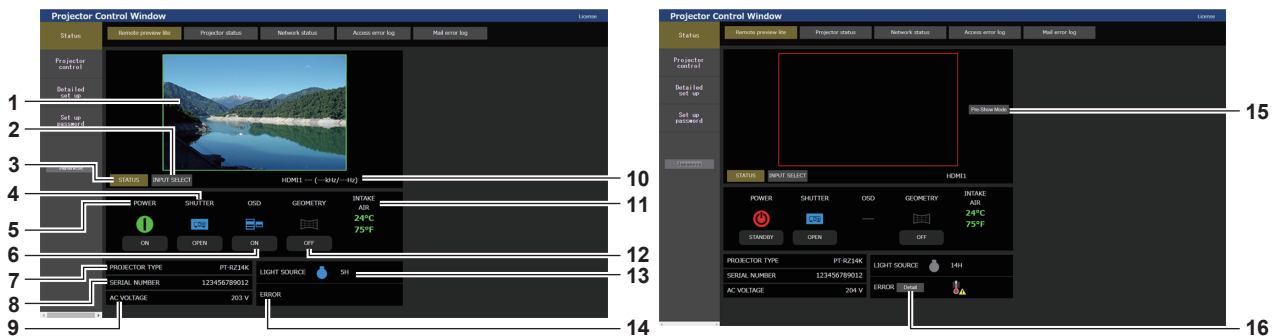 Projector Control Window
License
Status
Remote preview lite
Projector status
Network status
Access error log
Mail error log
Projector
control
Detailed
set up
Set up
password
STATUS
INPUT SELECT
HDMI1 --- (---kHz/---Hz)
POWER
SHUTTER
OSD
GEOMETRY
INTAKE
AIR
24°C
75°F
ON
OPEN
ON
OFF
PROJECTOR TYPE
PT-RZ14K
SERIAL NUMBER
123456789012
AC VOLTAGE
203 V
LIGHT SOURCE
5H
ERROR
1
2
3
4
5
6
7
8
9
10
11
12
13
14
Projector Control Window
License
Status
Remote preview lite
Projector status
Network status
Access error log
Mail error log
Projector
control
Detailed
set up
Set up
password
Pre-Show Mode
STATUS
INPUT SELECT
HDMI1
POWER
SHUTTER
OSD
GEOMETRY
INTAKE
AIR
24°C
75°F
STANDBY
OPEN
OFF
PROJECTOR TYPE
PT-RZ14K
SERIAL NUMBER
123456789012
AC VOLTAGE
204 V
LIGHT SOURCE
14H
ERROR
Detail
15
16